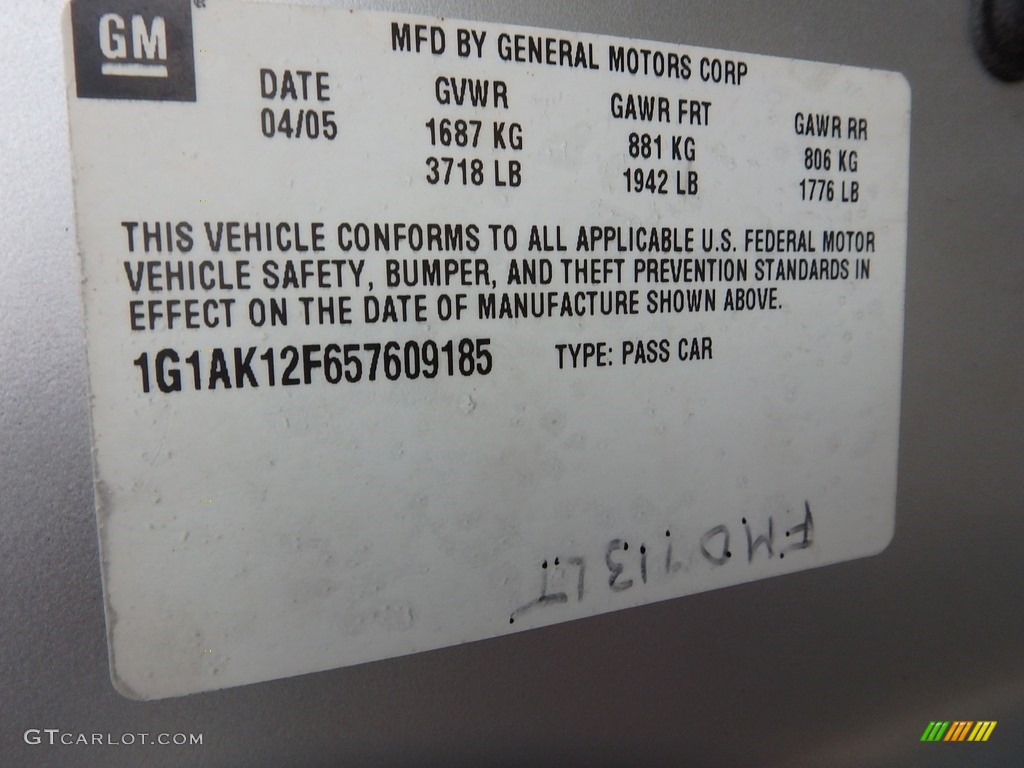 GM ®
MFD BY GENERAL MOTORS CORP
DATE GVWR GAWR FRT GAWR RR
04/05 1687 KG 881 KG 806 KG
3718 LB 1942 LB 1776 LB
THIS VEHICLE CONFORMS TO ALL APPLICABLE U.S. FEDERAL MOTOR
VEHICLE SAFETY, BUMPER, AND THEFT PREVENTION STANDARDS IN
EFFECT ON THE DATE OF MANUFACTURE SHOWN ABOVE.
1G1AK12F657609185 TYPE: PASS CAR
GTCARLOT.COM